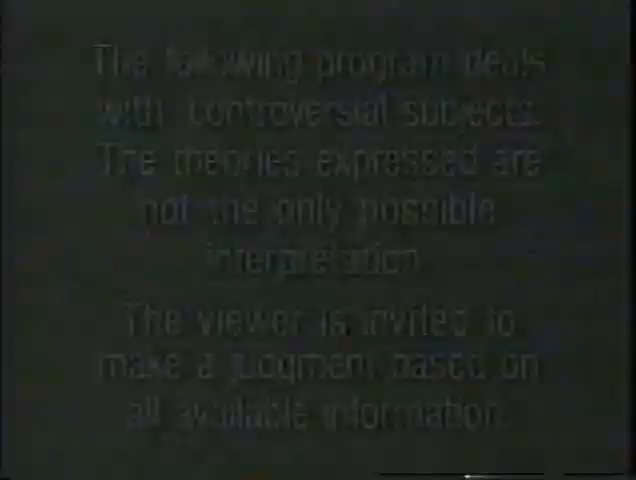 The following program deals
with controversial subjects.
The theories expressed are
not the only possible
interpretation.
The viewer is invited to
make a judgment based on
all available information.